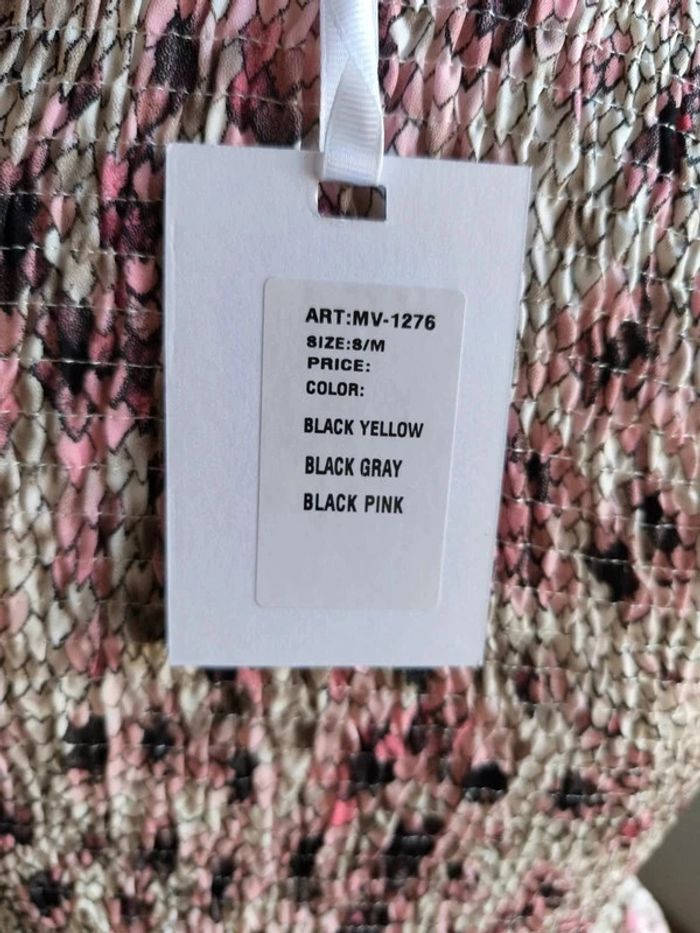 ART:MV-1276
SIZE:S/M
PRICE:
COLOR:
BLACK YELLOW
BLACK GRAY
BLACK PINK